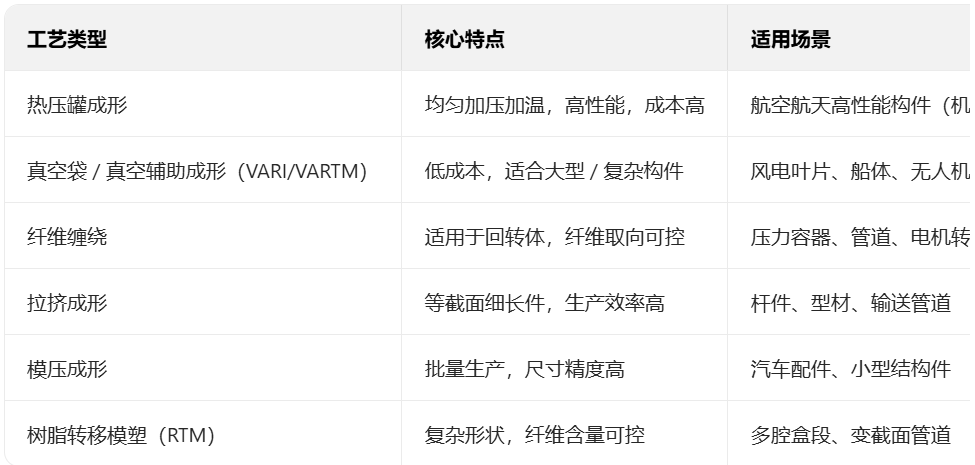 工艺类型 核心特点 适用场景
热压罐成形 均匀加压加温，高性能，成本高 航空航天高性能构件（机
真空袋 / 真空辅助成形（VARI/VARTM） 低成本，适合大型 / 复杂构件 风电叶片、船体、无人机
纤维缠绕 适用于回转体，纤维取向可控 压力容器、管道、电机转
拉挤成形 等截面细长件，生产效率高 杆件、型材、输送管道
模压成形 批量生产，尺寸精度高 汽车配件、小型结构件
树脂转移模塑（RTM） 复杂形状，纤维含量可控 多腔盒段、变截面管道